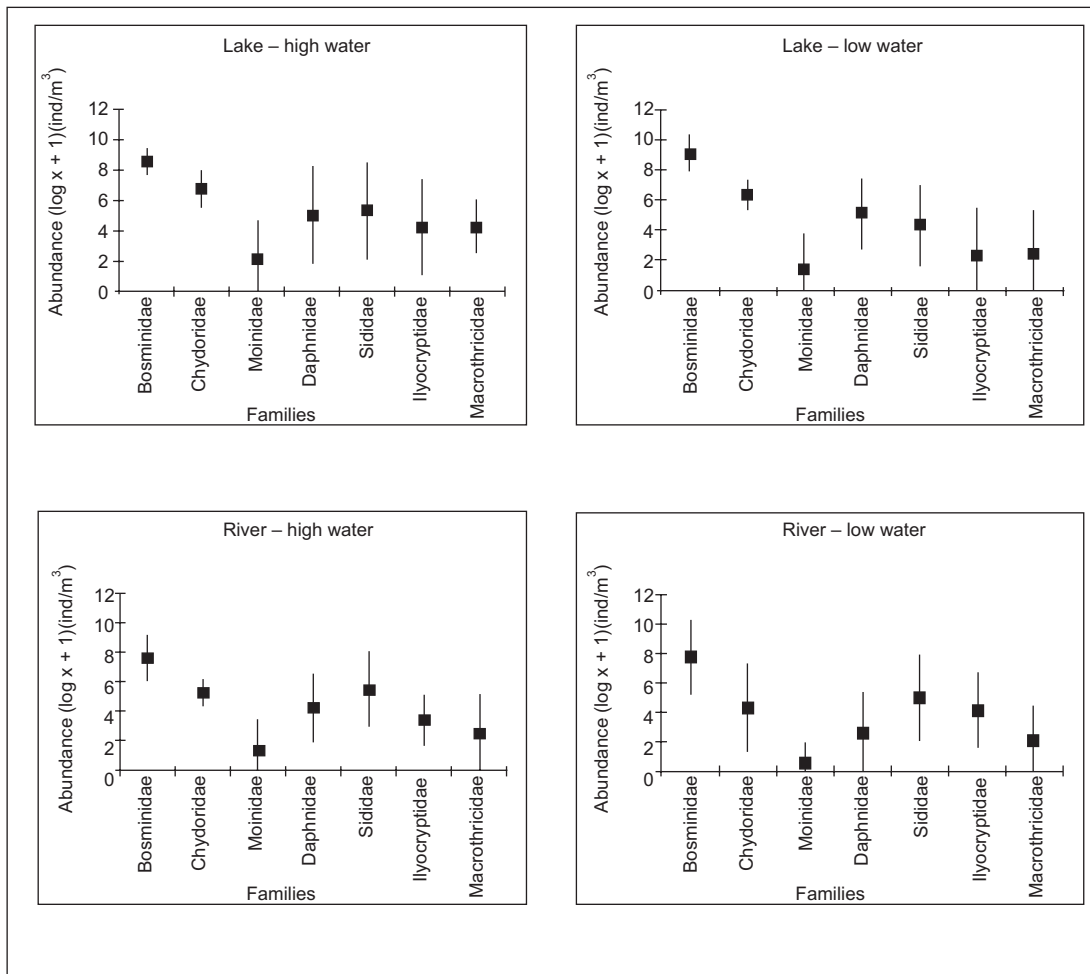 Lake – high water
Abundance (log x + 1)(ind/m³)
12
10
8
6
4
2
0
Bosminidae
Chydoridae
Moinidae
Daphnidae
Sididae
Ilyocryptidae
Macrothricidae
Families
Lake – low water
Abundance (log x + 1)(ind/m³)
12
10
8
6
4
2
0
Bosminidae
Chydoridae
Moinidae
Daphnidae
Sididae
Ilyocryptidae
Macrothricidae
Families
River – high water
Abundance (log x + 1)(ind/m³)
12
10
8
6
4
2
0
Bosminidae
Chydoridae
Moinidae
Daphnidae
Sididae
Ilyocryptidae
Macrothricidae
Families
River – low water
Abundance (log x + 1)(ind/m³)
12
10
8
6
4
2
0
Bosminidae
Chydoridae
Moinidae
Daphnidae
Sididae
Ilyocryptidae
Macrothricidae
Families